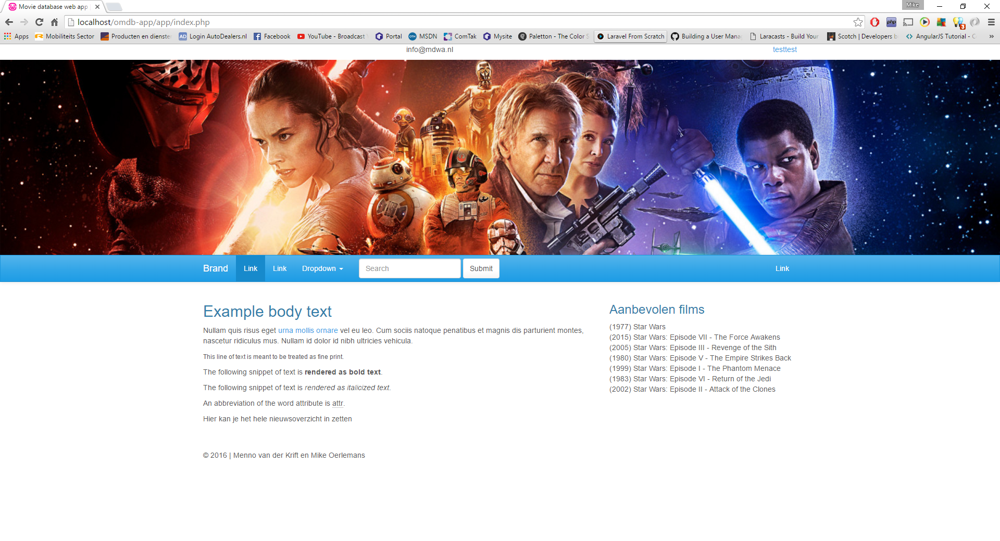 Movie database web app
Mike
localhost/omdb-app/app/index.php
php
3
Apps
Mobiliteits Sector
Producten en dienste
AD
Login AutoDealers.nl
Facebook
YouTube - Broadcast
Portal
MSDN
ComTak
Mysite
Paletton - The Color S
Laravel From Scratch
Building a User Mana
Laracasts - Build Your
Scotch | Developers b
AngularJS Tutorial - C
»
info@mdwa.nl
testtest
Brand
Link
Link
Dropdown
Search
Submit
Link
Example body text
Nullam quis risus eget urna mollis ornare vel eu leo. Cum sociis natoque penatibus et magnis dis parturient montes,
nascetur ridiculus mus. Nullam id dolor id nibh ultricies vehicula.
This line of text is meant to be treated as fine print.
The following snippet of text is rendered as bold text.
The following snippet of text is rendered as italicized text.
An abbreviation of the word attribute is attr.
Hier kan je het hele nieuwsoverzicht in zetten
Aanbevolen films
(1977) Star Wars
(2015) Star Wars: Episode VII - The Force Awakens
(2005) Star Wars: Episode III - Revenge of the Sith
(1980) Star Wars: Episode V - The Empire Strikes Back
(1999) Star Wars: Episode I - The Phantom Menace
(1983) Star Wars: Episode VI - Return of the Jedi
(2002) Star Wars: Episode II - Attack of the Clones
© 2016 | Menno van der Krift en Mike Oerlemans